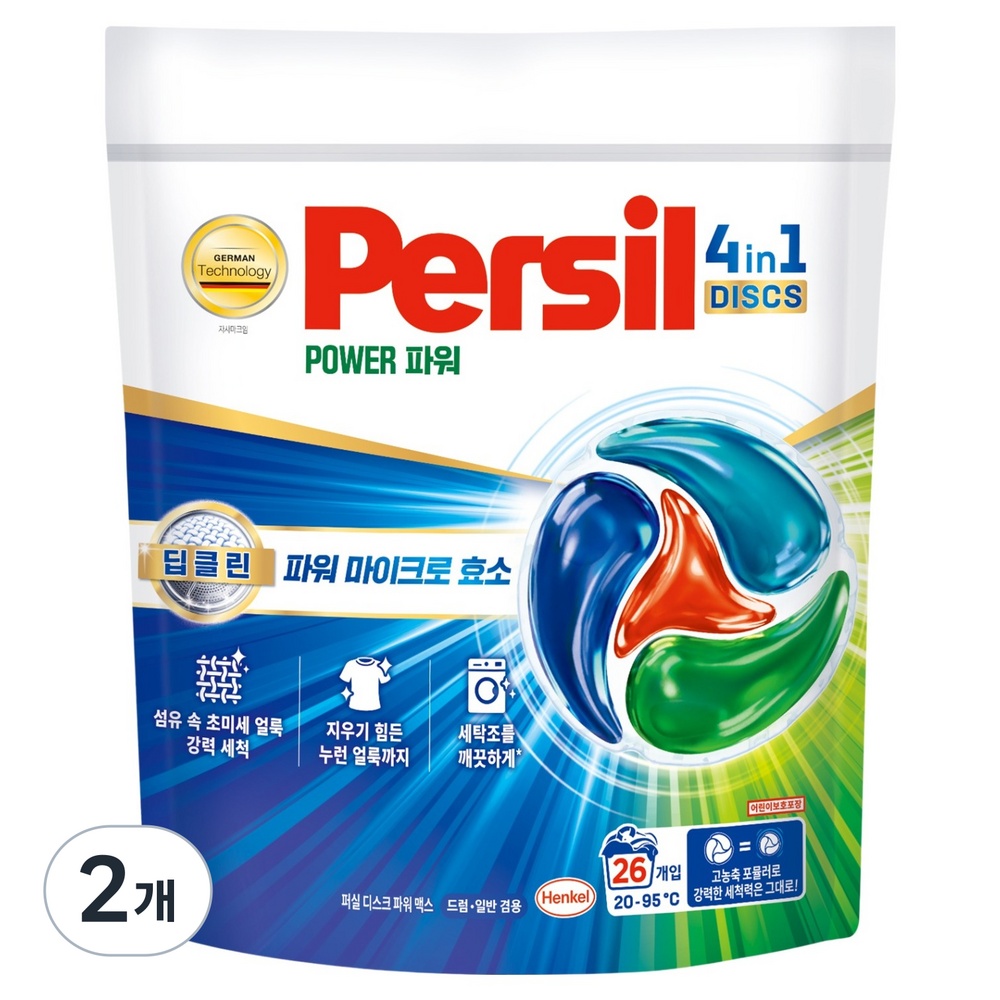 GERMAN
Technology
자사마크임
Persil
4in1
DISCS
POWER 파워
딥클린
파워 마이크로 효소
섬유 속 초미세 얼룩
강력 세척
지우기 힘든
누런 얼룩까지
세탁조를
깨끗하게*
어린이보호포장
26개입
20-95°C
=
고농축 포뮬러로
강력한 세척력은 그대로!
퍼실 디스크 파워 맥스 드럼·일반 겸용
Henkel
2개